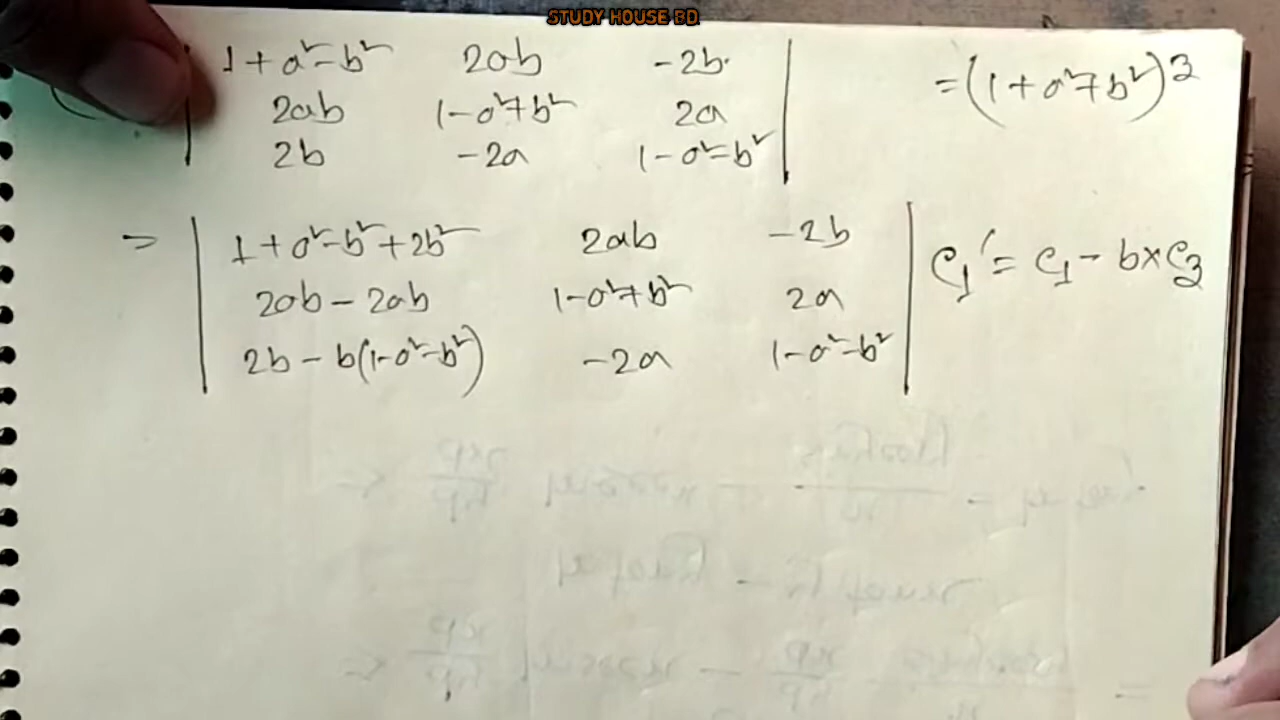 STUDY HOUSE BD
1 + a² - b² 2ab -2b = (1 + a² + b²)³
2ab 1 - a² + b² 2a
2b -2a 1 - a² - b²
= 1 + a² - b² + 2b² 2ab -2b C₁′ = C₁ - b × C₃
2ab - 2ab 1 - a² + b² 2a
2b - b(1 - a² - b²) -2a 1 - a² - b²